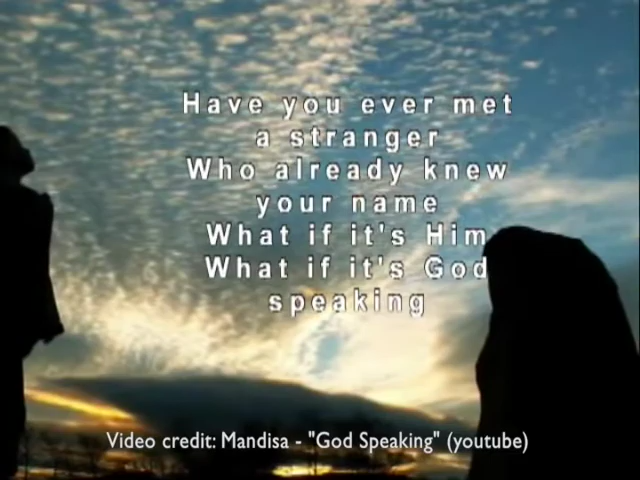 Have you ever met
a stranger
Who already knew
your name
What if it's Him
What if it's God
speaking
Video credit: Mandisa - "God Speaking" (youtube)